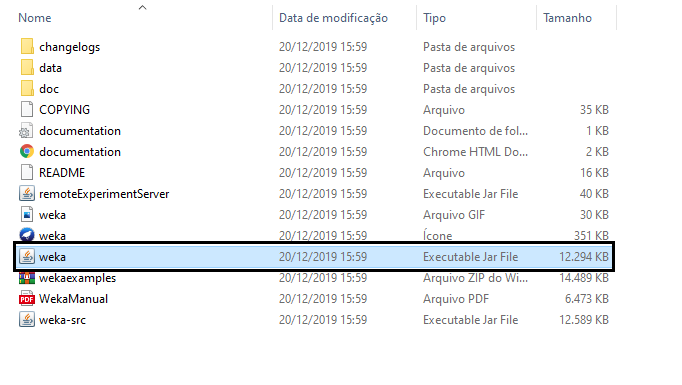 Nome Data de modificação Tipo Tamanho
changelogs 20/12/2019 15:59 Pasta de arquivos
data 20/12/2019 15:59 Pasta de arquivos
doc 20/12/2019 15:59 Pasta de arquivos
COPYING 20/12/2019 15:59 Arquivo 35 KB
documentation 20/12/2019 15:59 Documento de fol... 1 KB
documentation 20/12/2019 15:59 Chrome HTML Do... 2 KB
README 20/12/2019 15:59 Arquivo 16 KB
remoteExperimentServer 20/12/2019 15:59 Executable Jar File 40 KB
weka 20/12/2019 15:59 Arquivo GIF 30 KB
weka 20/12/2019 15:59 Ícone 351 KB
weka 20/12/2019 15:59 Executable Jar File 12.294 KB
wekaexamples 20/12/2019 15:59 Arquivo ZIP do Wi... 14.489 KB
WekaManual 20/12/2019 15:59 Arquivo PDF 6.473 KB
weka-src 20/12/2019 15:59 Executable Jar File 12.589 KB